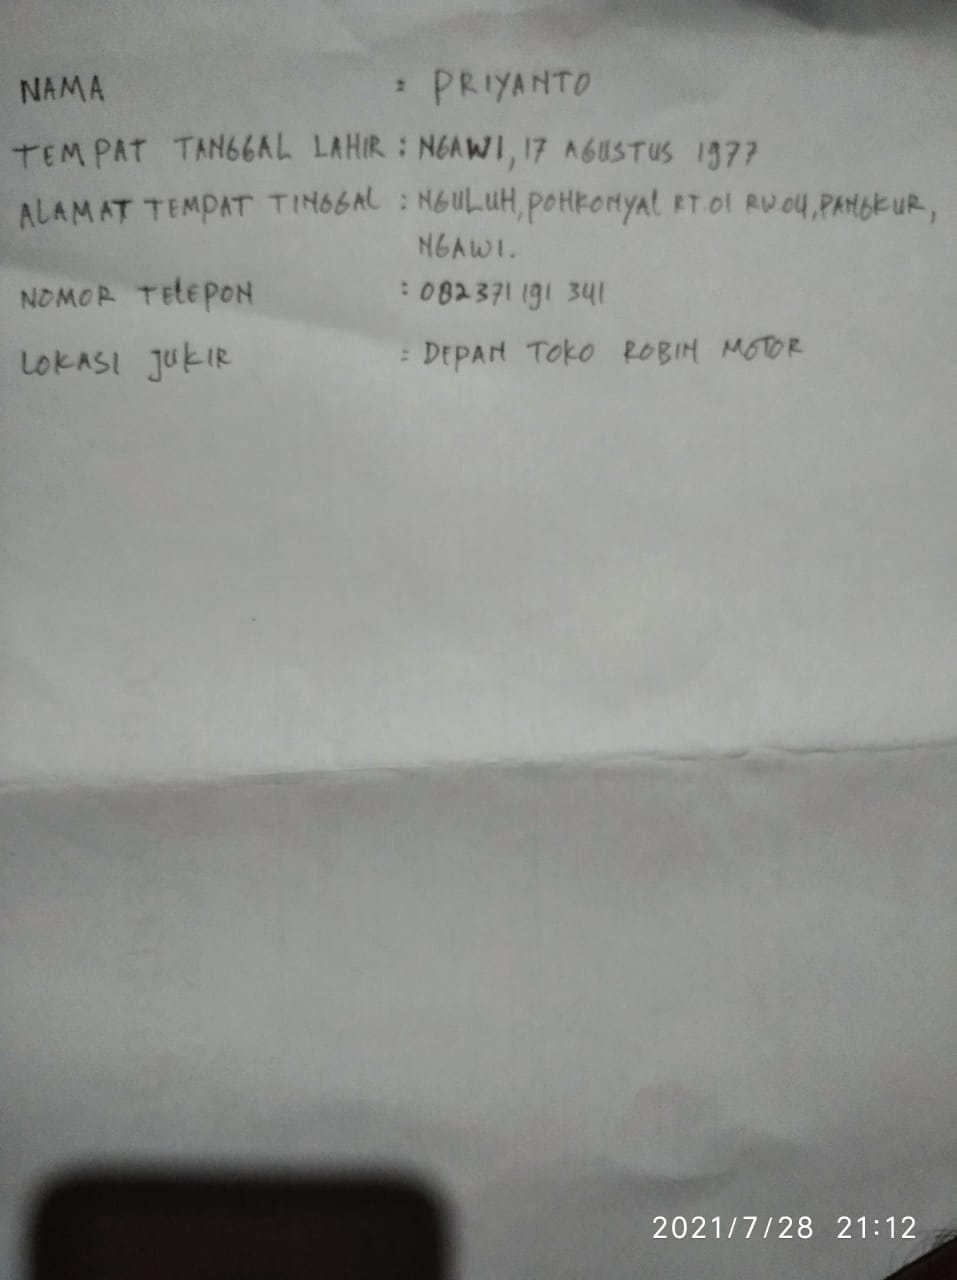 NAMA : PRIYANTO
TEMPAT TANGGAL LAHIR : NGAWI, 17 AGUSTUS 1977
ALAMAT TEMPAT TINGGAL : NGULUH, POHKONYAL RT 01 RW 04, PANGKUR,
NGAWI.
NOMOR TELEPON : 082371 191 341
LOKASI JUKIR : DEPAN TOKO ROBIN MOTOR
2021/7/28 21:12